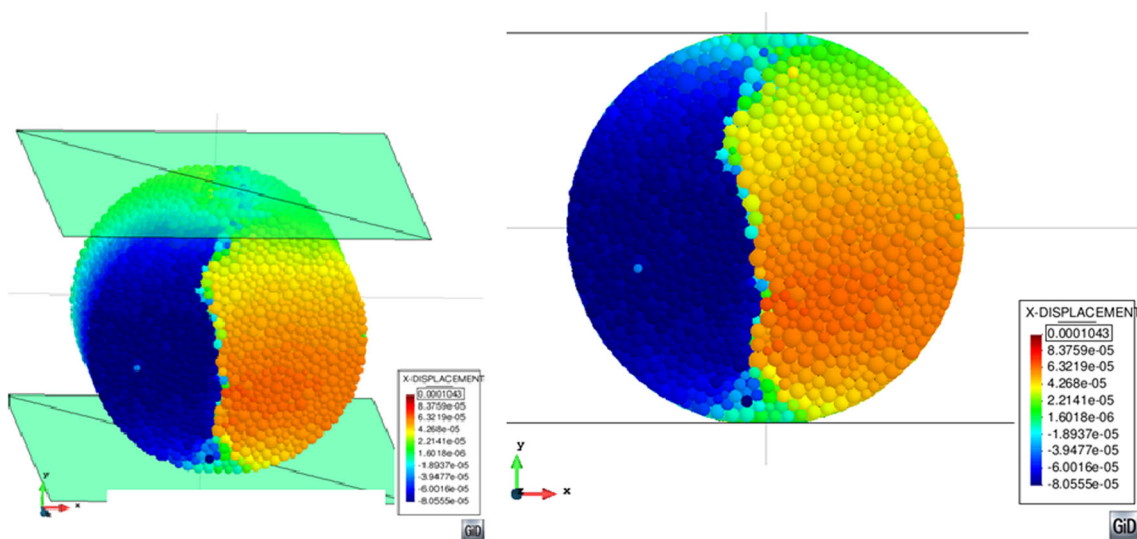 X-DISPLACEMENT
0.0001043
8.3759e-05
6.3219e-05
4.268e-05
2.2141e-05
1.6018e-06
-1.8937e-05
-3.9477e-05
-6.0016e-05
-8.0555e-05
y
x
GiD
X-DISPLACEMENT
0.0001043
8.3759e-05
6.3219e-05
4.268e-05
2.2141e-05
1.6018e-06
-1.8937e-05
-3.9477e-05
-6.0016e-05
-8.0555e-05
y
x
GiD